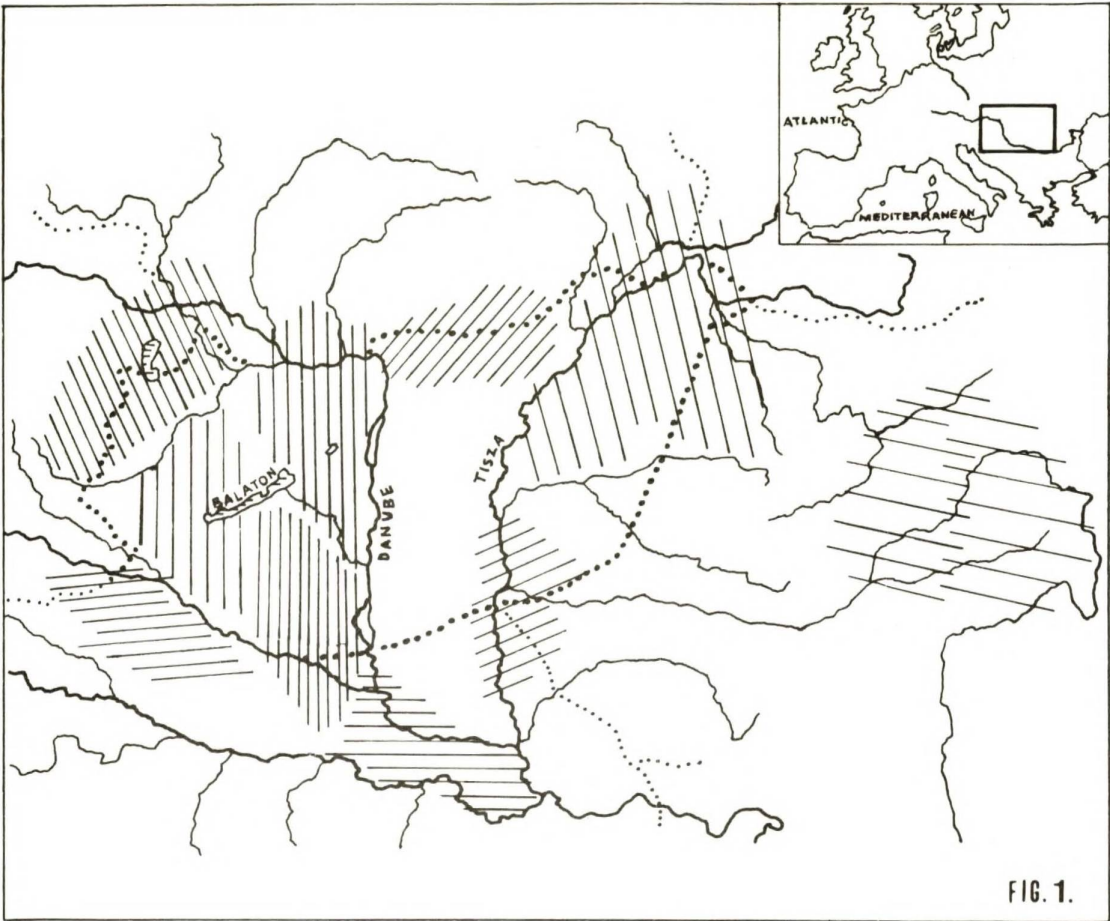 ATLANTIC
MEDITERRANEAN
TISZA
BALATON
DANUBE
FIG. 1.